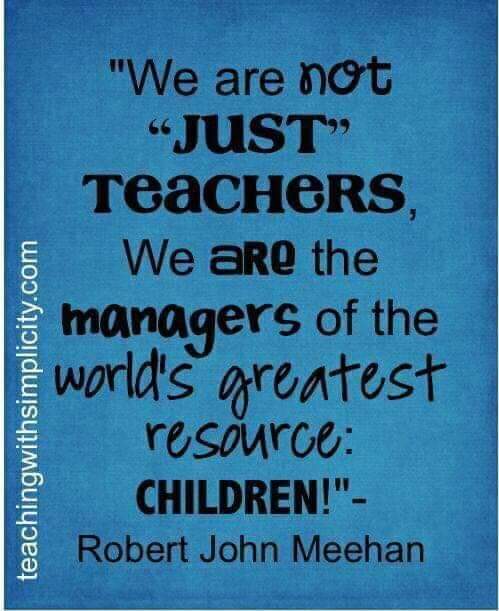 "We are not
“JUST”
TeaCHeRS,
We aRe the
managers of the
world's greatest
resource:
CHILDREN!"-
Robert John Meehan
teachingwithsimplicity.com